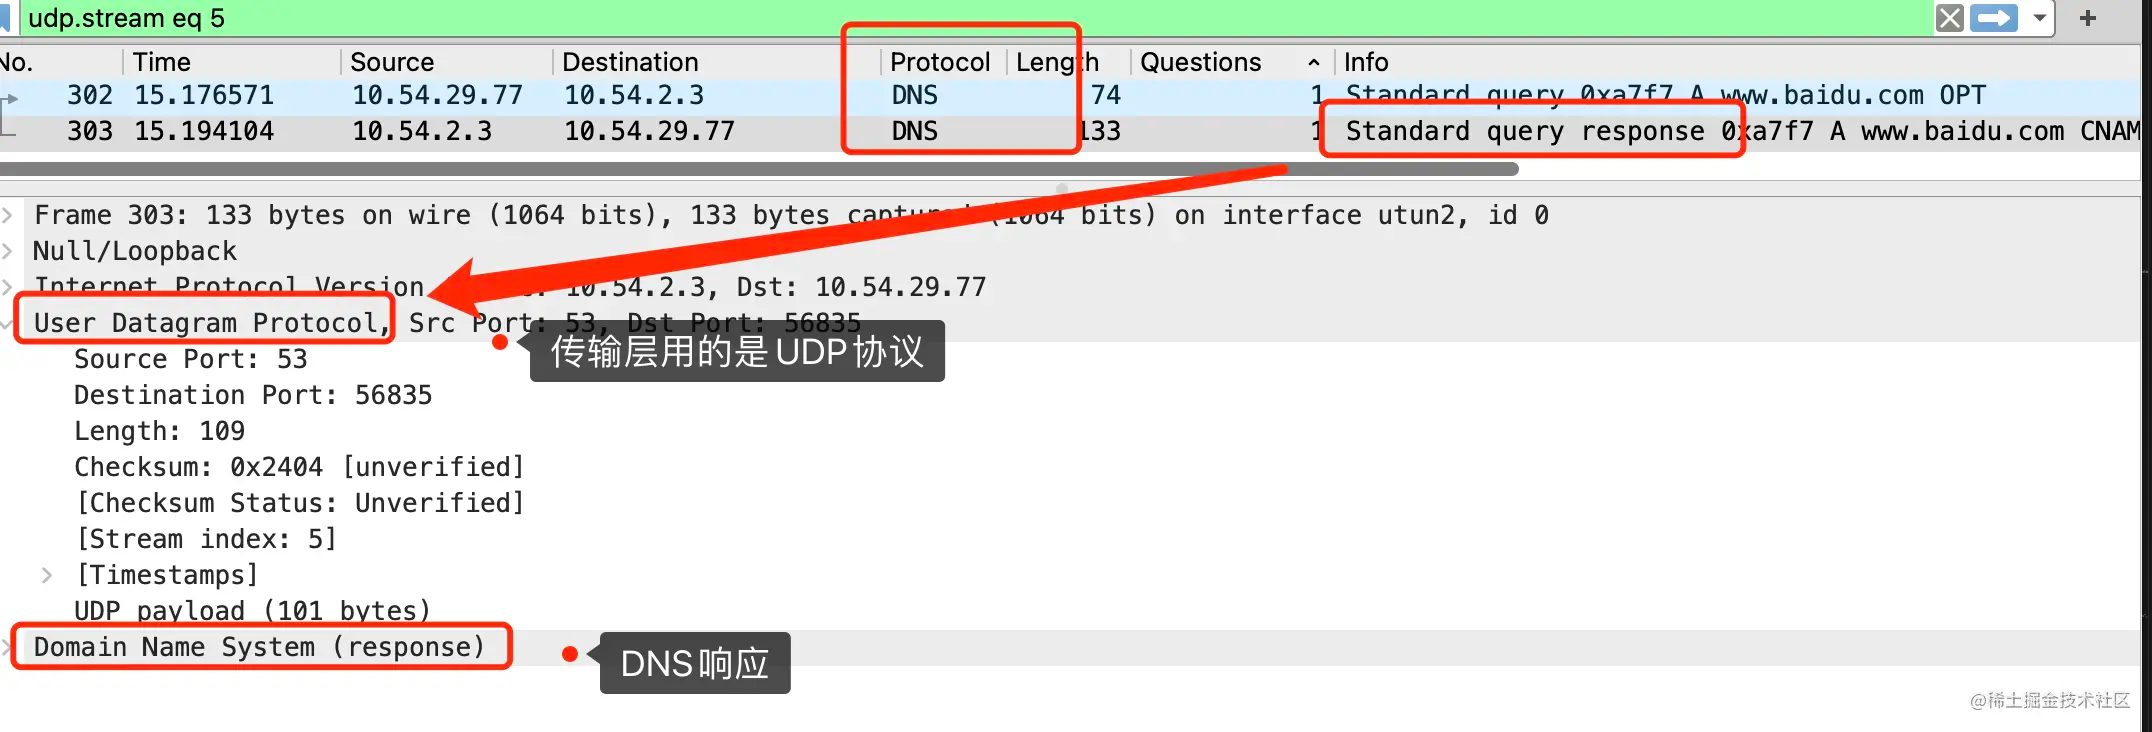 udp.stream eq 5
No. Time Source Destination Protocol Length Questions Info
302 15.176571 10.54.29.77 10.54.2.3 DNS 74 1 Standard query 0xa7f7 A www.baidu.com OPT
303 15.194104 10.54.2.3 10.54.29.77 DNS 133 1 Standard query response 0xa7f7 A www.baidu.com CNAM
Frame 303: 133 bytes on wire (1064 bits), 133 bytes captured (1064 bits) on interface utun2, id 0
Null/Loopback
Internet Protocol Version 10.54.2.3, Dst: 10.54.29.77
User Datagram Protocol, Src Port: 53, Dst Port: 56835
传输层用的是UDP协议
Source Port: 53
Destination Port: 56835
Length: 109
Checksum: 0x2404 [unverified]
[Checksum Status: Unverified]
[Stream index: 5]
[Timestamps]
UDP payload (101 bytes)
Domain Name System (response)
DNS响应
@稀土掘金技术社区